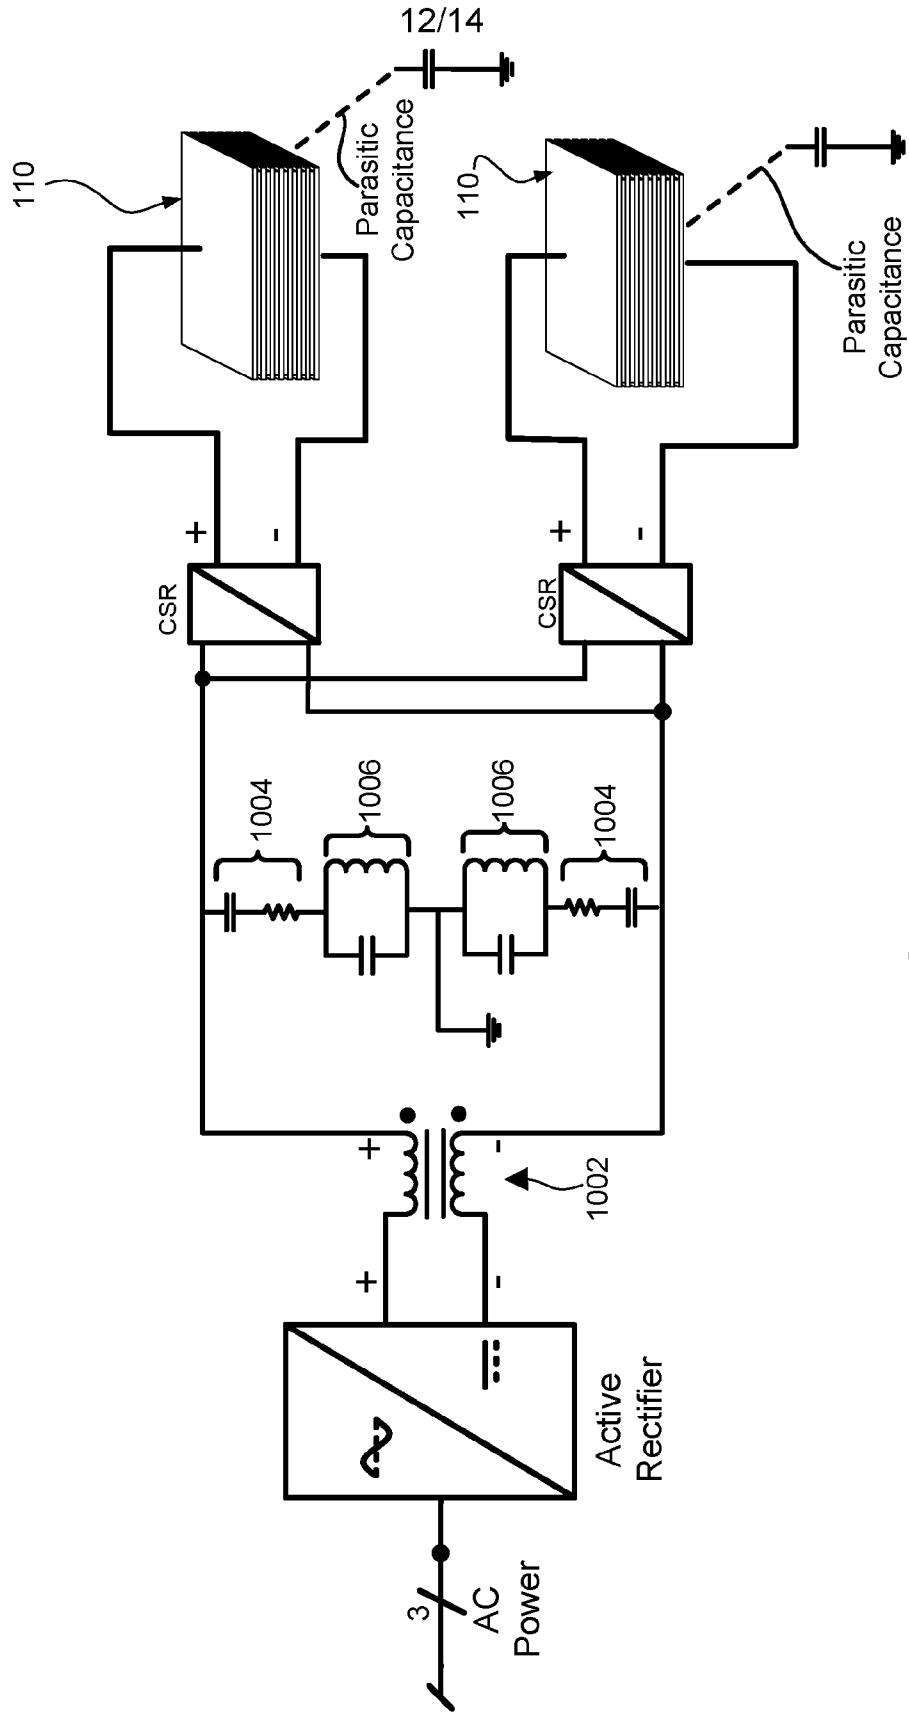 12/14
110
Parasitic
Capacitance
110
Parasitic
Capacitance
+
-
CSR
+
-
CSR
1004
1006
1006
1004
+
-
1002
+
-
Active
Rectifier
3
AC
Power